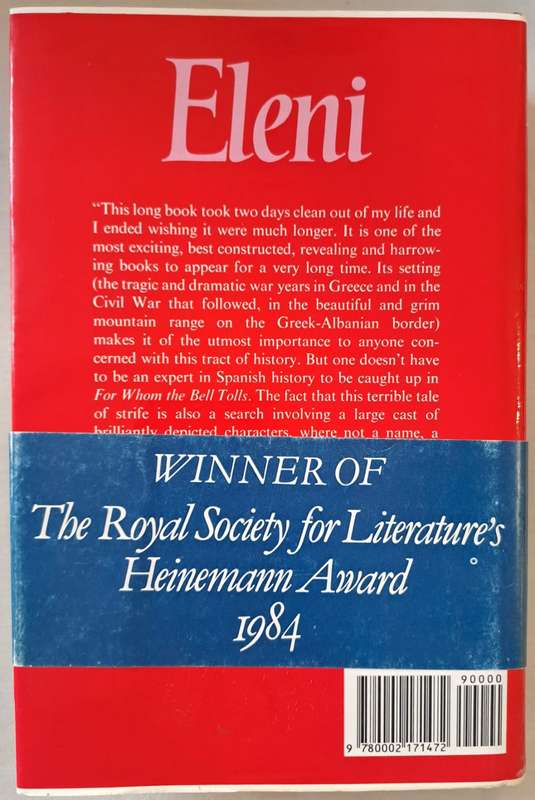 Eleni
“This long book took two days clean out of my life and
I ended wishing it were much longer. It is one of the
most exciting, best constructed, revealing and harrow-
ing books to appear for a very long time. Its setting
(the tragic and dramatic war years in Greece and in the
Civil War that followed, in the beautiful and grim
mountain range on the Greek-Albanian border)
makes it of the utmost importance to anyone con-
cerned with this tract of history. But one doesn’t have
to be an expert in Spanish history to be caught up in
For Whom the Bell Tolls. The fact that this terrible tale
of strife is also a search involving a large cast of
brilliantly depicted characters, where not a name, a
WINNER OF
The Royal Society for Literature’s
Heinemann Award
1984
90000
9 780002 171472